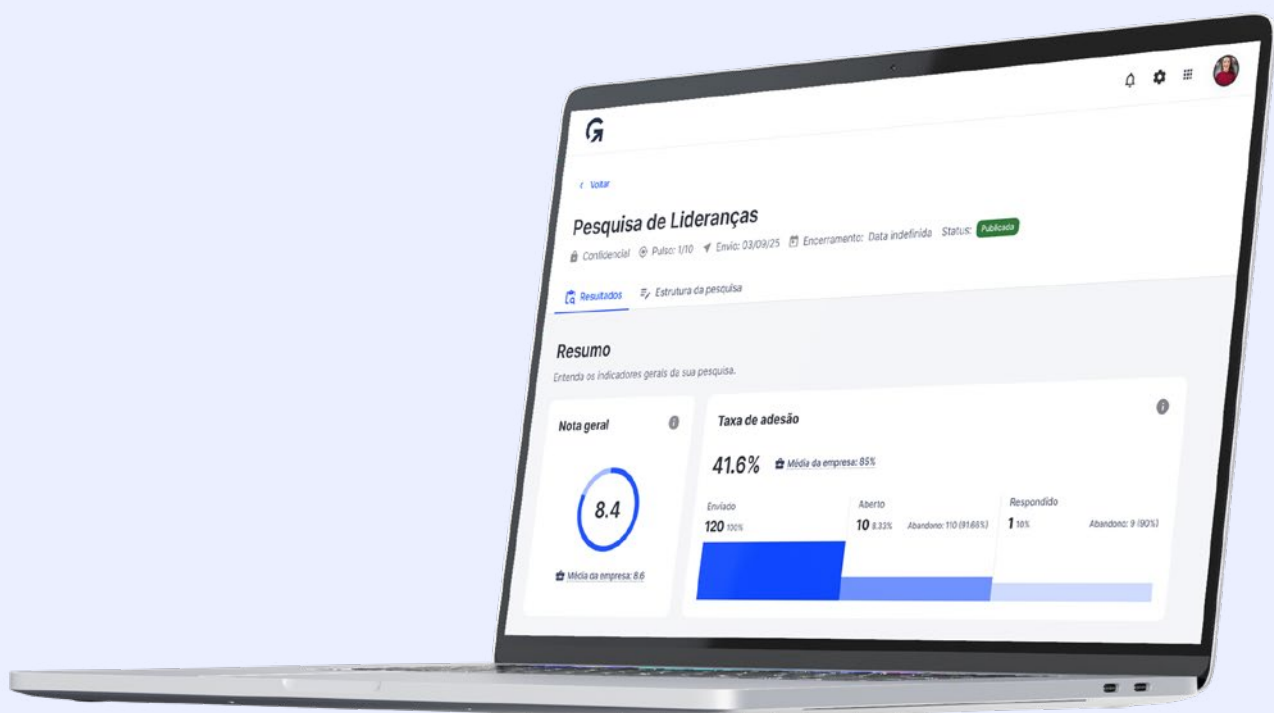 G
Voltar
Pesquisa de Lideranças
Confidencial Pulso: 1/10 Envio: 03/09/25 Encerramento: Data indefinida Status: Publicada
Resultados Estrutura da pesquisa
Resumo
Entenda os indicadores gerais da sua pesquisa.
Nota geral
8.4
Média da empresa: 8.6
Taxa de adesão
41.6% Média da empresa: 85%
Enviado
120 100%
Aberto
10 8.33% Abandono: 110 (91.66%)
Respondido
1 10% Abandono: 9 (90%)